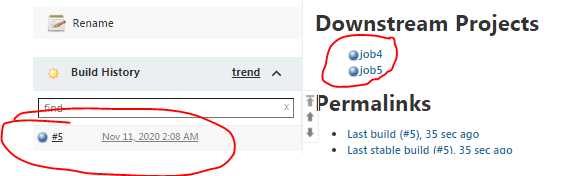 Rename
Build History trend
find x
#5 Nov 11, 2020 2:08 AM
Downstream Projects
job4
job5
Permalinks
Last build (#5), 35 sec ago
Last stable build (#5), 35 sec ago